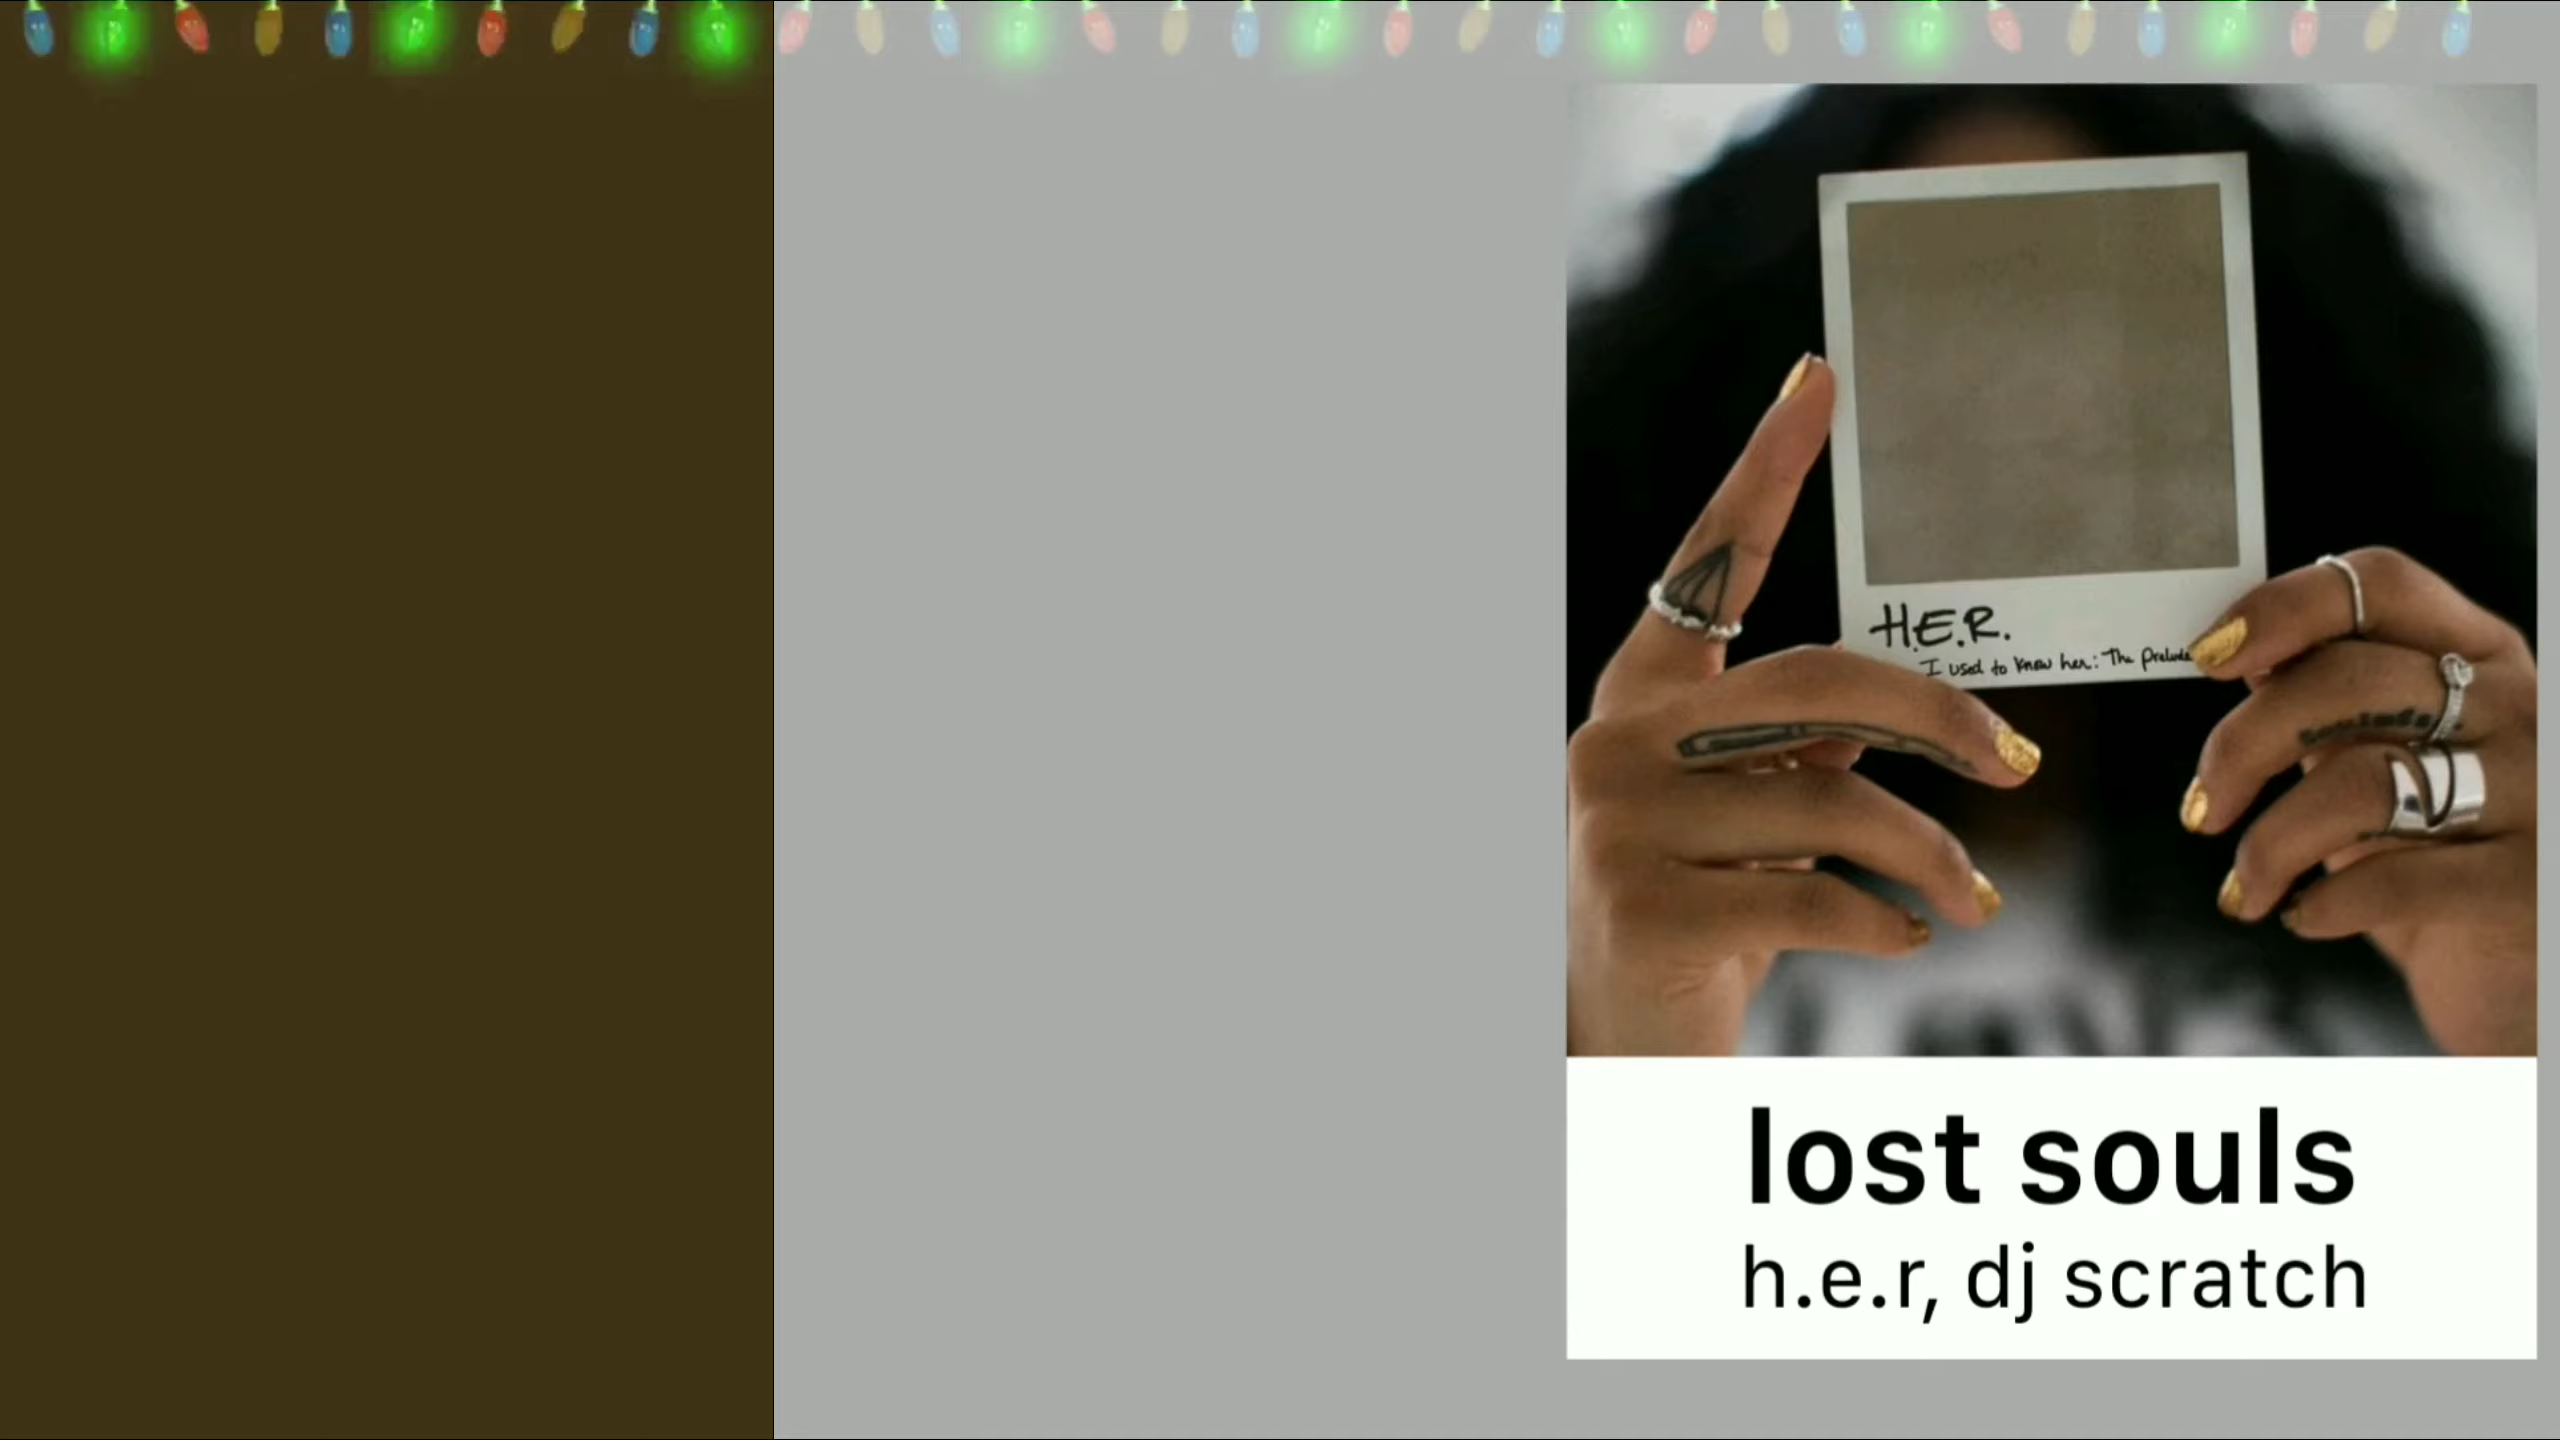 H.E.R.
I used to know her: The Prelude
lost souls
h.e.r, dj scratch